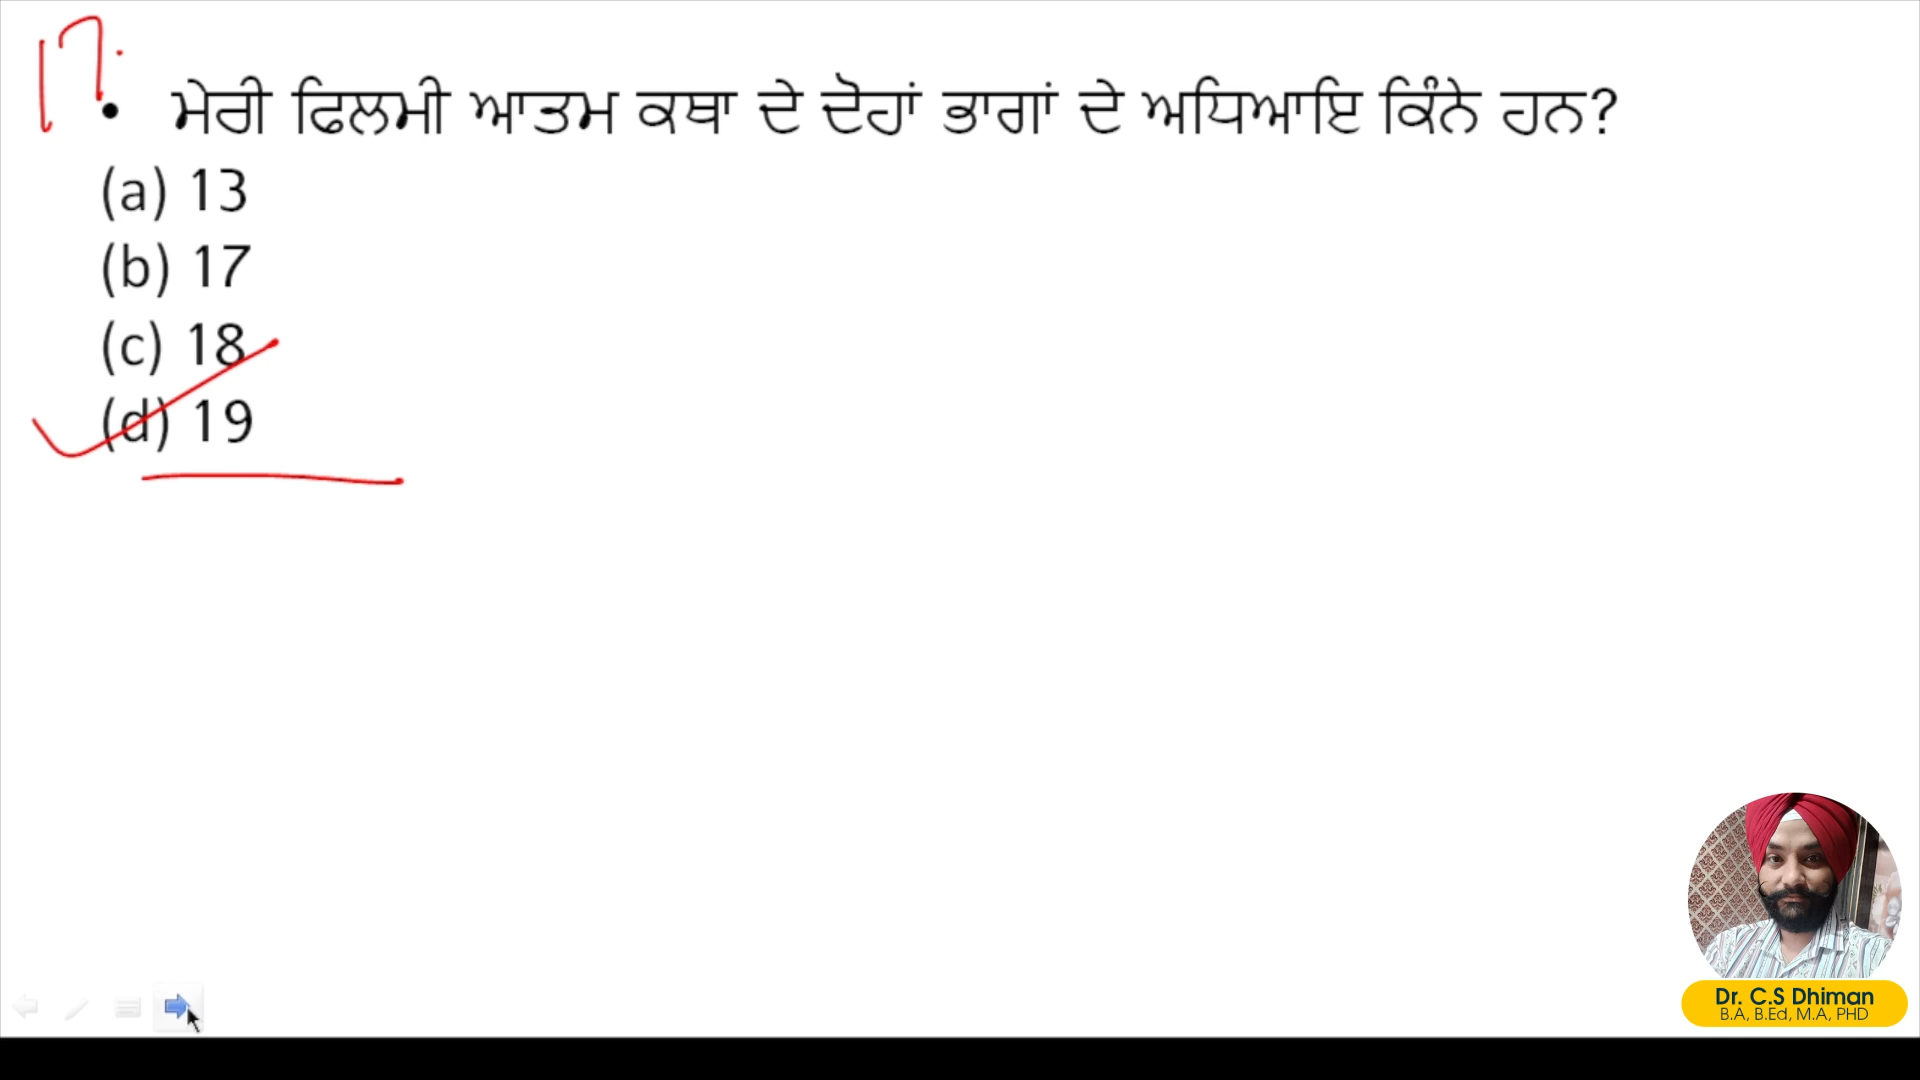 17.
• ਮੇਰੀ ਫਿਲਮੀ ਆਤਮ ਕਥਾ ਦੇ ਦੋਹਾਂ ਭਾਗਾਂ ਦੇ ਅਧਿਆਇ ਕਿੰਨੇ ਹਨ?
(a) 13
(b) 17
(c) 18
(d) 19
Dr. C.S Dhiman
B.A, B.Ed, M.A, PHD